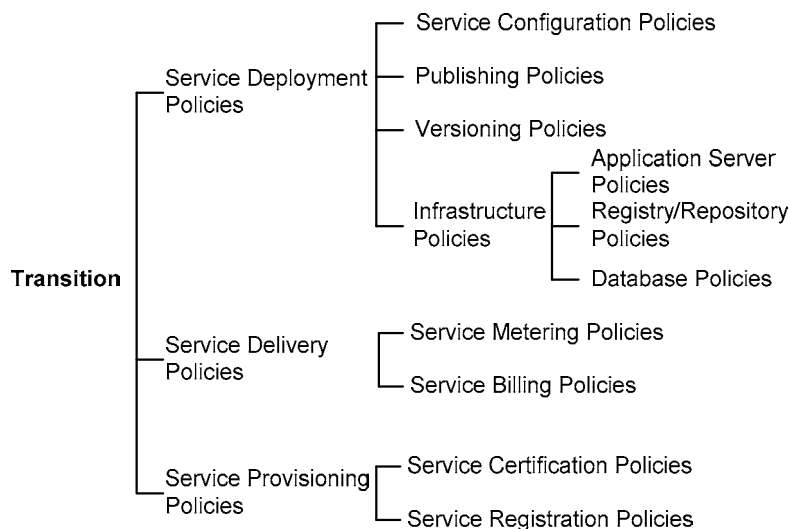 Service Configuration Policies
Service Deployment
Policies
Publishing Policies
Versioning Policies
Infrastructure
Policies
Application Server
Policies
Registry/Repository
Policies
Database Policies
Transition
Service Delivery
Policies
Service Metering Policies
Service Billing Policies
Service Provisioning
Policies
Service Certification Policies
Service Registration Policies